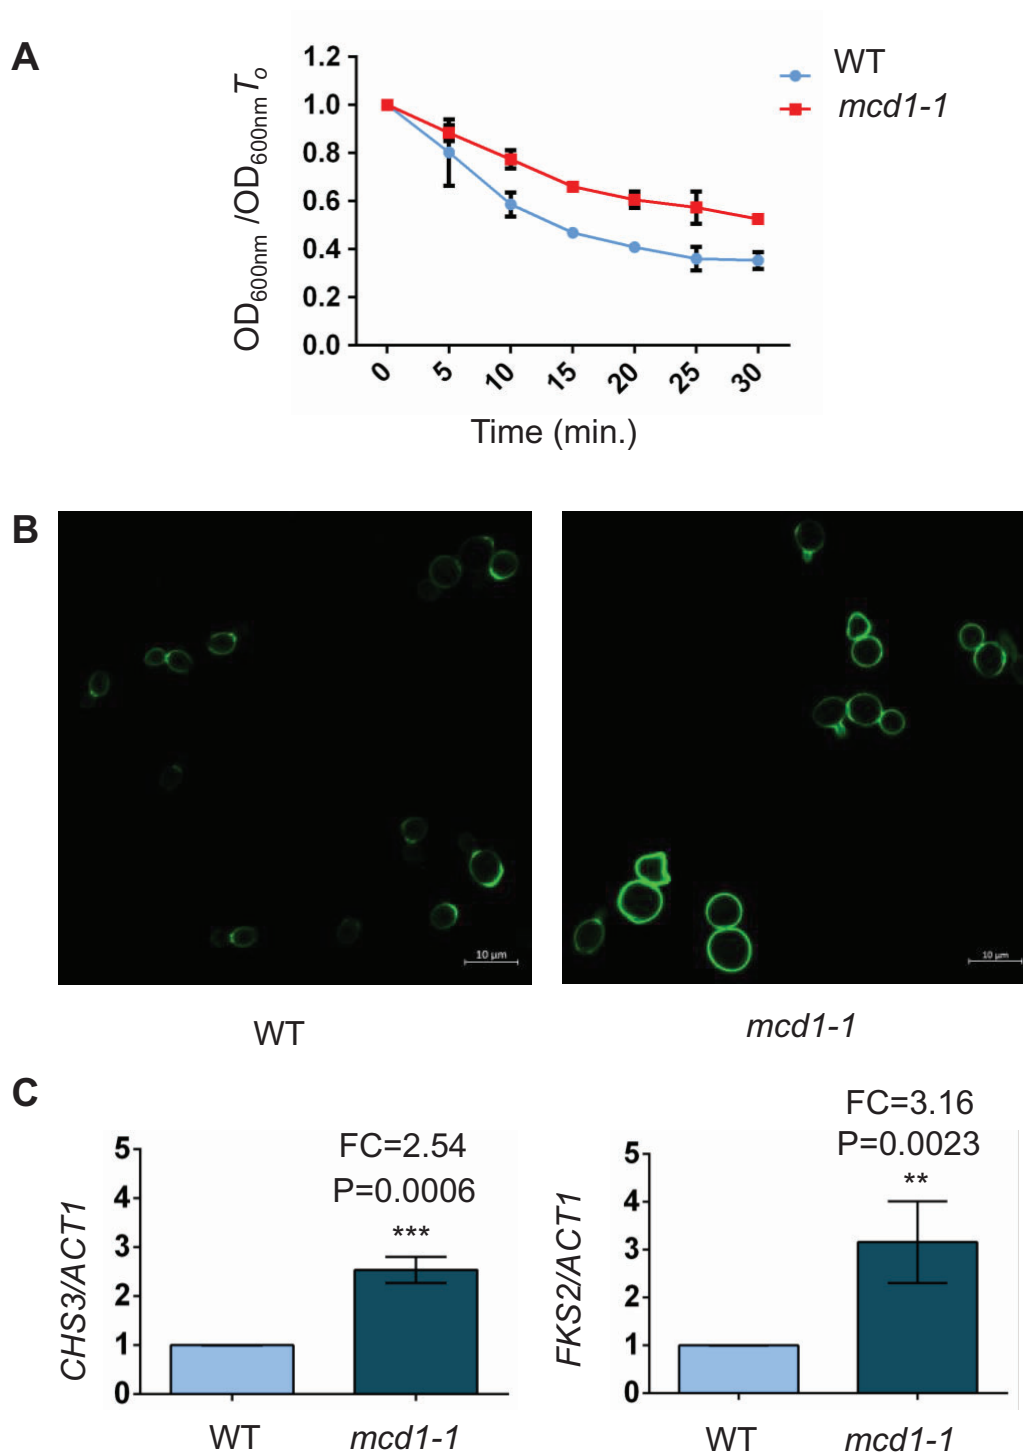 A
1.2
1.0
0.8
0.6
0.4
0.2
0.0
OD600nm /OD600nmTo
0 5 10 15 20 25 30
Time (min.)
WT
mcd1-1
B
10 µm
10 µm
WT
mcd1-1
C
5
4
3
2
1
0
CHS3/ACT1
FC=2.54
P=0.0006
***
WT mcd1-1
5
4
3
2
1
0
FKS2/ACT1
FC=3.16
P=0.0023
**
WT mcd1-1